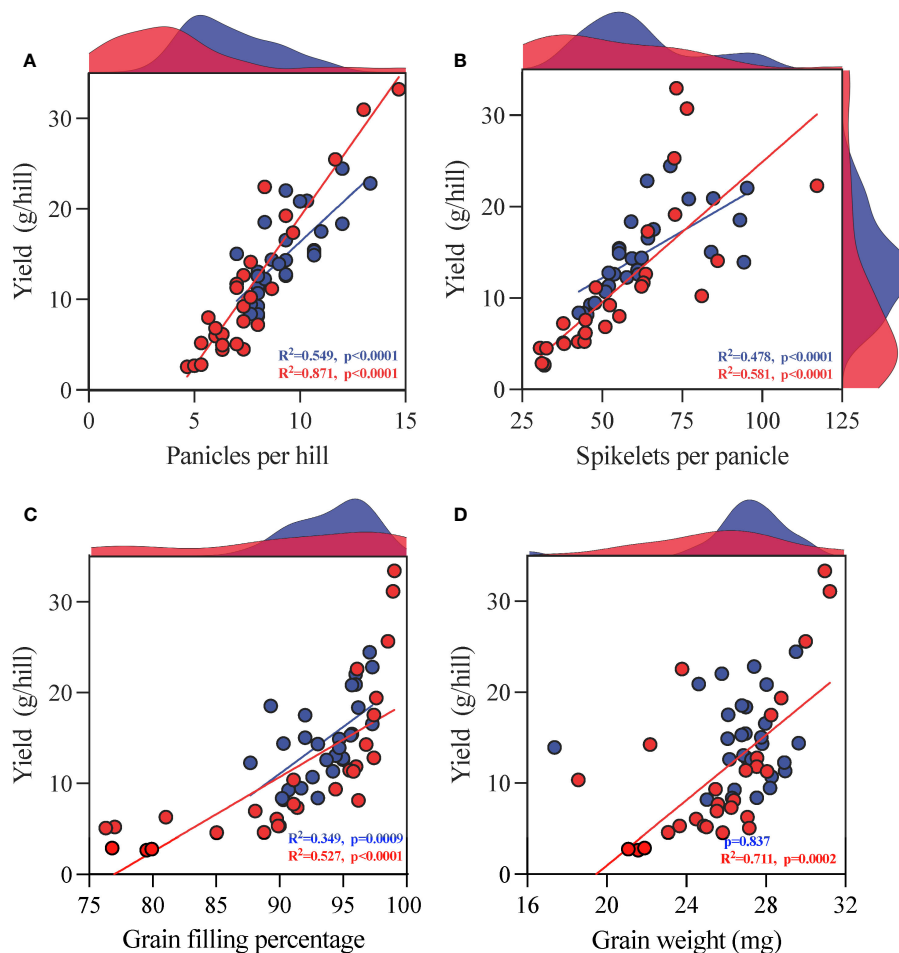 A
Yield (g/hill)
30
20
10
0
R²=0.549, p<0.0001
R²=0.871, p<0.0001
0 5 10 15
Panicles per hill
B
Yield (g/hill)
30
20
10
0
R²=0.478, p<0.0001
R²=0.581, p<0.0001
25 50 75 100 125
Spikelets per panicle
C
Yield (g/hill)
30
20
10
0
R²=0.349, p=0.0009
R²=0.527, p<0.0001
75 80 85 90 95 100
Grain filling percentage
D
Yield (g/hill)
30
20
10
0
p=0.837
R²=0.711, p=0.0002
16 20 24 28 32
Grain weight (mg)